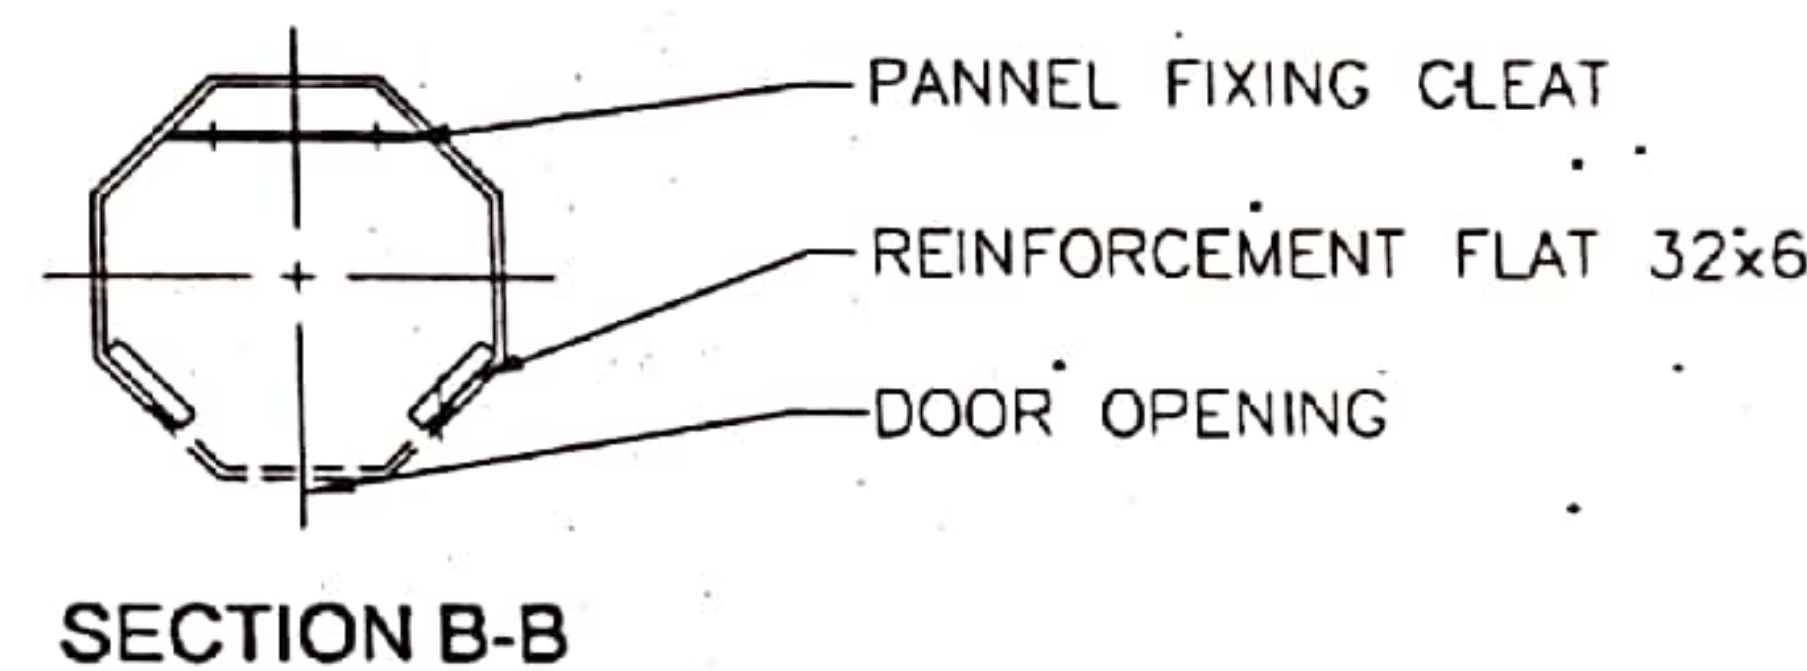 PANNEL FIXING CLEAT
REINFORCEMENT FLAT 32x6
DOOR OPENING
SECTION B-B